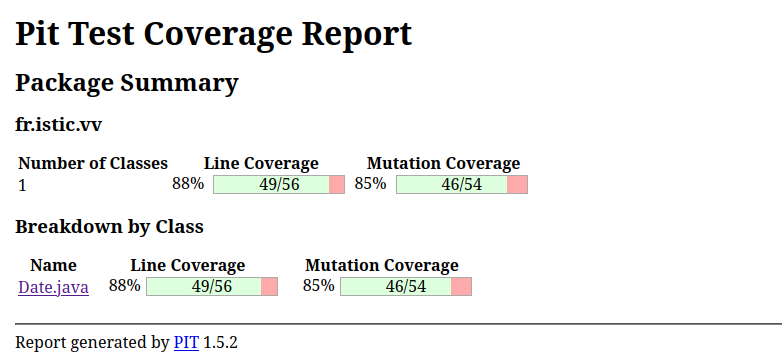 Pit Test Coverage Report
Package Summary
fr.istic.vv
Number of Classes Line Coverage Mutation Coverage
1 88% 49/56 85% 46/54
Breakdown by Class
Name Line Coverage Mutation Coverage
Date.java 88% 49/56 85% 46/54
Report generated by PIT 1.5.2